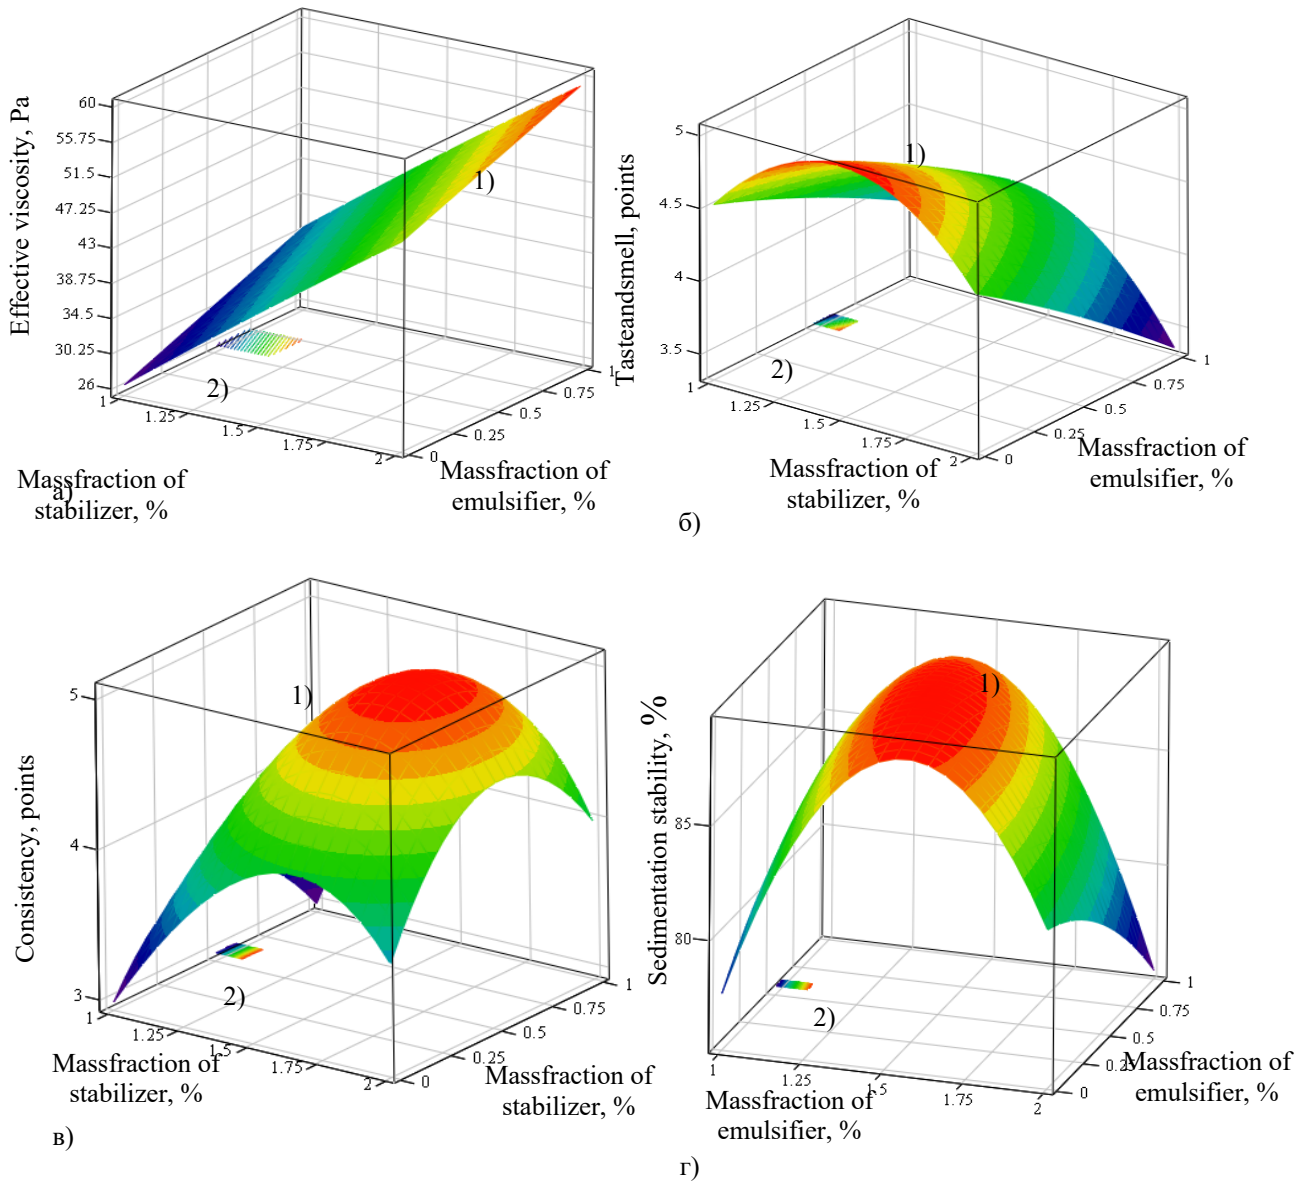 Effective viscosity, Pa
60
55.75
51.5
47.25
43
38.75
34.5
30.25
26
1
1.25
1.5
1.75
2
0
0.25
0.5
0.75
1
1)
2)
Massfraction of
stabilizer, %
Massfraction of
emulsifier, %
а)
Tasteandsmell, points
5
4.5
4
3.5
1
1.25
1.5
1.75
2
0
0.25
0.5
0.75
1
1)
2)
Massfraction of
stabilizer, %
Massfraction of
emulsifier, %
б)
Consistency, points
5
4
3
1
1.25
1.5
1.75
2
0
0.25
0.5
0.75
1
1)
2)
Massfraction of
stabilizer, %
Massfraction of
stabilizer, %
в)
Sedimentation stability, %
85
80
1
1.25
1.5
1.75
2
0
0.25
0.5
0.75
1
1)
2)
Massfraction of
emulsifier, %
Massfraction of
emulsifier, %
г)